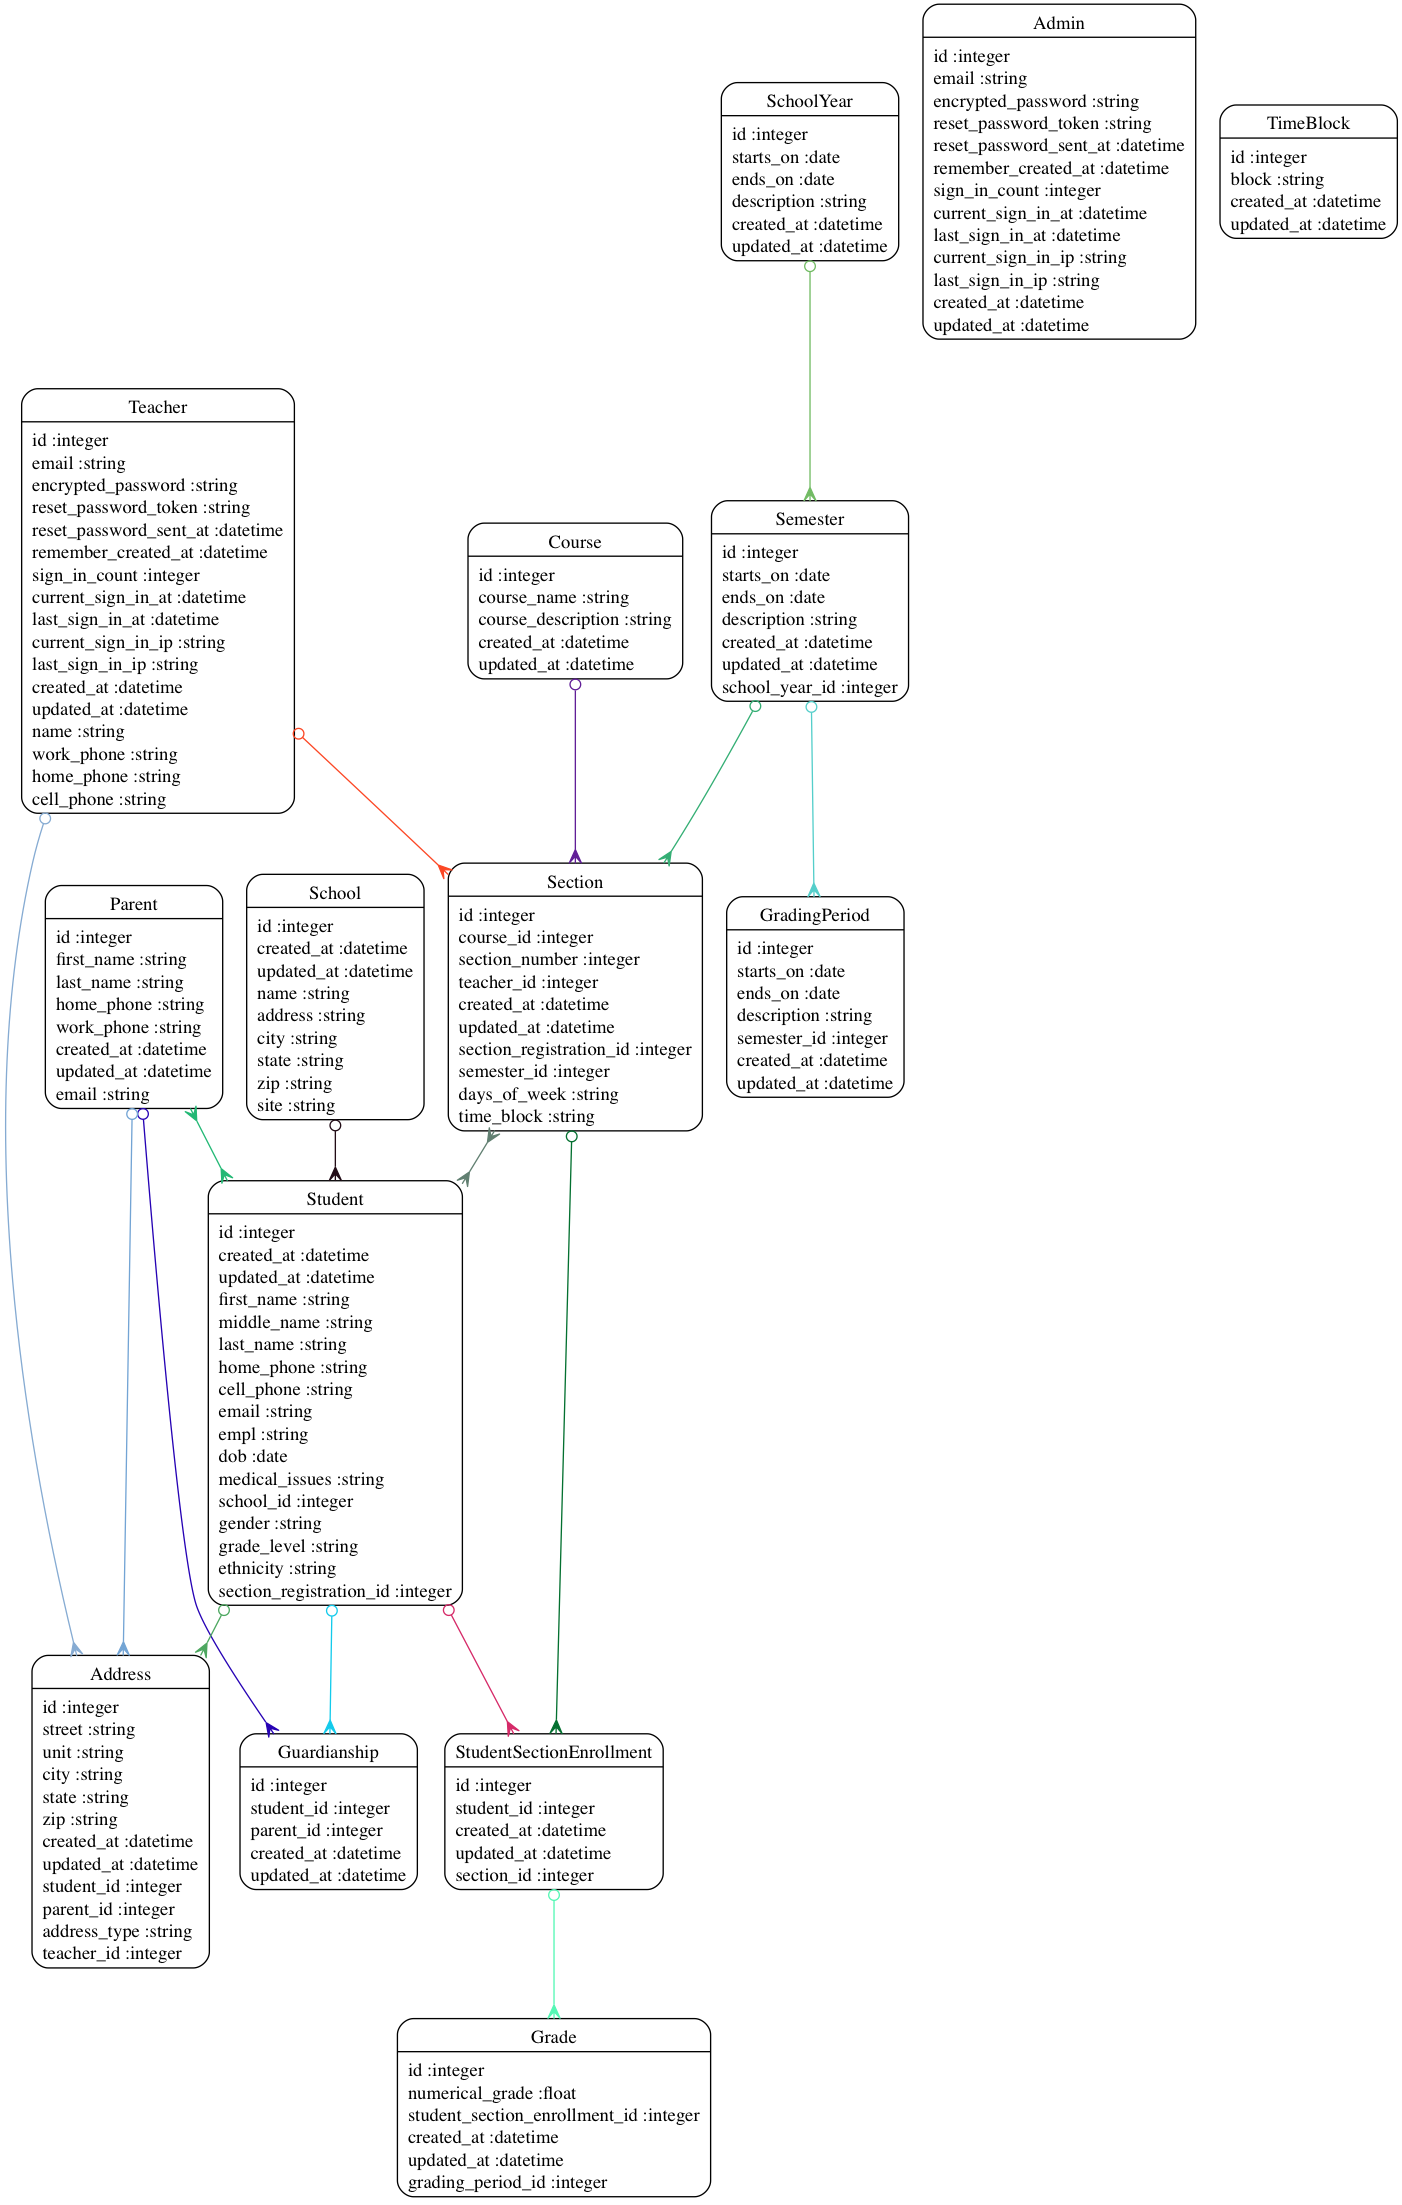 Admin
id :integer
email :string
encrypted_password :string
reset_password_token :string
reset_password_sent_at :datetime
remember_created_at :datetime
sign_in_count :integer
current_sign_in_at :datetime
last_sign_in_at :datetime
current_sign_in_ip :string
last_sign_in_ip :string
created_at :datetime
updated_at :datetime
SchoolYear
id :integer
starts_on :date
ends_on :date
description :string
created_at :datetime
updated_at :datetime
TimeBlock
id :integer
block :string
created_at :datetime
updated_at :datetime
Teacher
id :integer
email :string
encrypted_password :string
reset_password_token :string
reset_password_sent_at :datetime
remember_created_at :datetime
sign_in_count :integer
current_sign_in_at :datetime
last_sign_in_at :datetime
current_sign_in_ip :string
last_sign_in_ip :string
created_at :datetime
updated_at :datetime
name :string
work_phone :string
home_phone :string
cell_phone :string
Course
id :integer
course_name :string
course_description :string
created_at :datetime
updated_at :datetime
Semester
id :integer
starts_on :date
ends_on :date
description :string
created_at :datetime
updated_at :datetime
school_year_id :integer
Parent
id :integer
first_name :string
last_name :string
home_phone :string
work_phone :string
created_at :datetime
updated_at :datetime
email :string
School
id :integer
created_at :datetime
updated_at :datetime
name :string
address :string
city :string
state :string
zip :string
site :string
Section
id :integer
course_id :integer
section_number :integer
teacher_id :integer
created_at :datetime
updated_at :datetime
section_registration_id :integer
semester_id :integer
days_of_week :string
time_block :string
GradingPeriod
id :integer
starts_on :date
ends_on :date
description :string
semester_id :integer
created_at :datetime
updated_at :datetime
Student
id :integer
created_at :datetime
updated_at :datetime
first_name :string
middle_name :string
last_name :string
home_phone :string
cell_phone :string
email :string
empl :string
dob :date
medical_issues :string
school_id :integer
gender :string
grade_level :string
ethnicity :string
section_registration_id :integer
Address
id :integer
street :string
unit :string
city :string
state :string
zip :string
created_at :datetime
updated_at :datetime
student_id :integer
parent_id :integer
address_type :string
teacher_id :integer
Guardianship
id :integer
student_id :integer
parent_id :integer
created_at :datetime
updated_at :datetime
StudentSectionEnrollment
id :integer
student_id :integer
created_at :datetime
updated_at :datetime
section_id :integer
Grade
id :integer
numerical_grade :float
student_section_enrollment_id :integer
created_at :datetime
updated_at :datetime
grading_period_id :integer